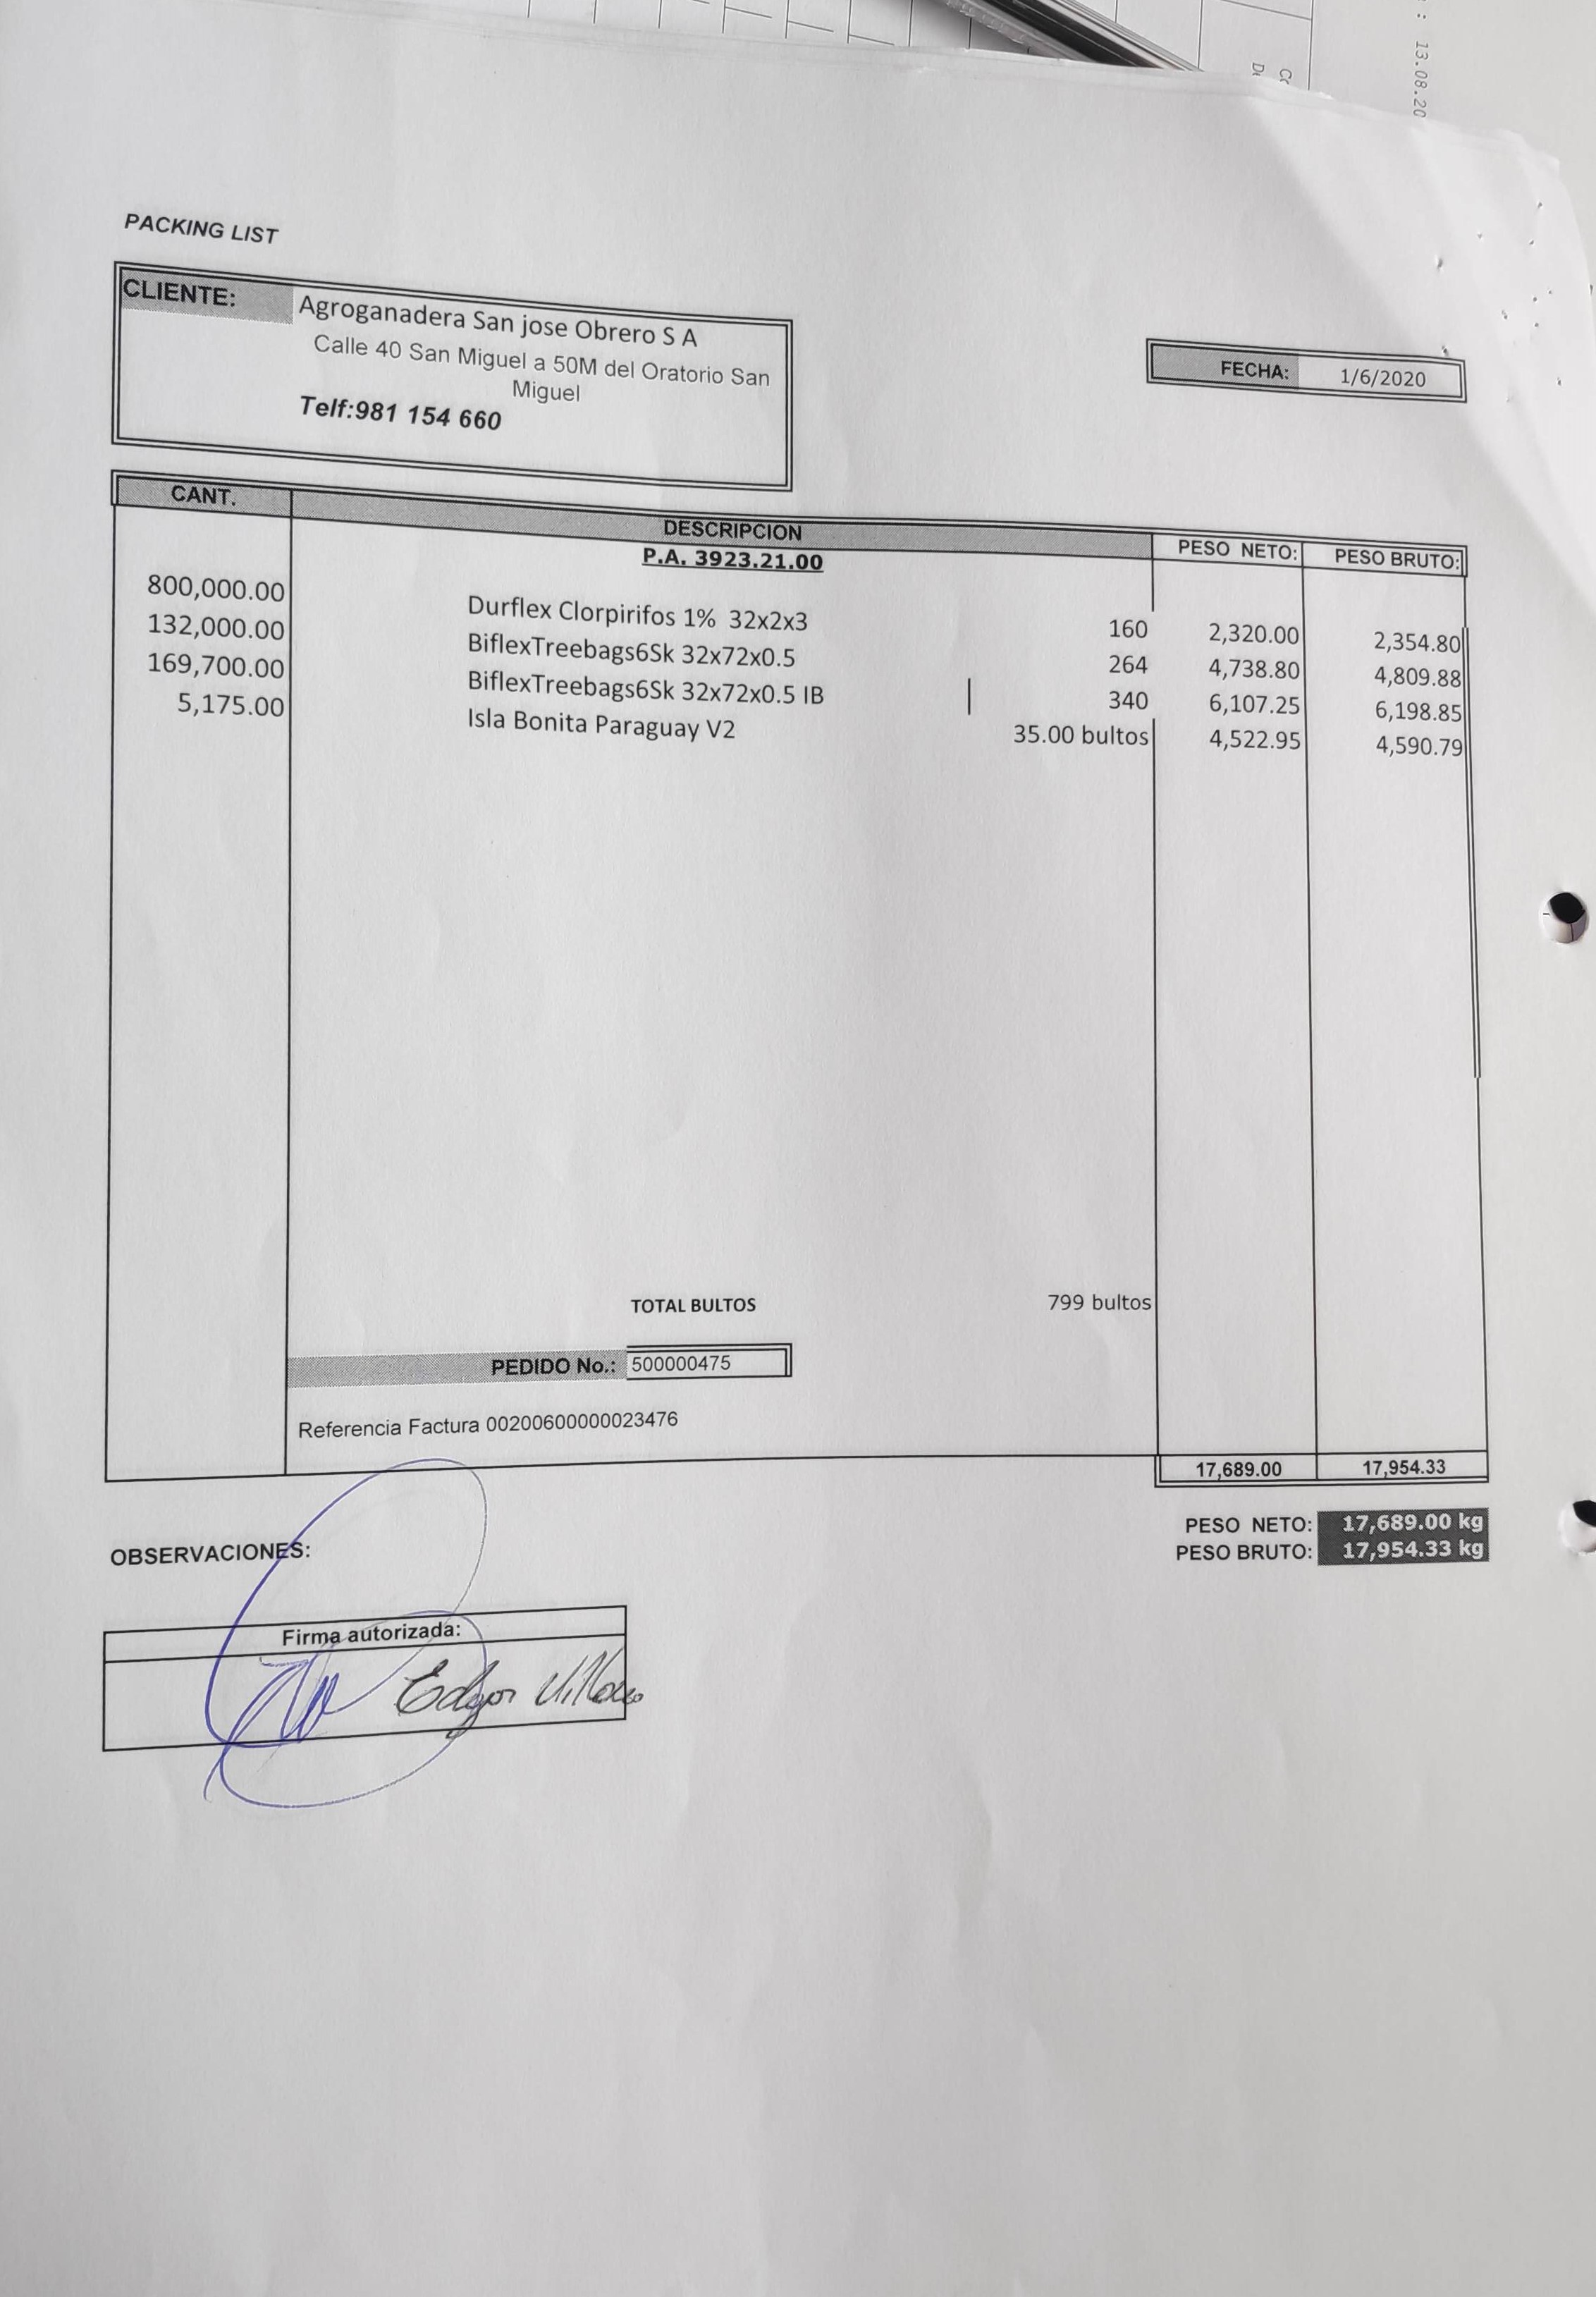 : 13.08.20
PACKING LIST
CLIENTE: Agroganadera San jose Obrero S A
Calle 40 San Miguel a 50M del Oratorio San
Miguel
Telf:981 154 660
FECHA: 1/6/2020
CANT. DESCRIPCION PESO NETO: PESO BRUTO:
P.A. 3923.21.00
800,000.00 Durflex Clorpirifos 1% 32x2x3 160 2,320.00 2,354.80
132,000.00 BiflexTreebags6Sk 32x72x0.5 264 4,738.80 4,809.88
169,700.00 BiflexTreebags6Sk 32x72x0.5 IB 340 6,107.25 6,198.85
5,175.00 Isla Bonita Paraguay V2 35.00 bultos 4,522.95 4,590.79
TOTAL BULTOS 799 bultos
PEDIDO No.: 500000475
Referencia Factura 00200600000023476
17,689.00 17,954.33
PESO NETO: 17,689.00 kg
PESO BRUTO: 17,954.33 kg
OBSERVACIONES:
Firma autorizada:
Edgar